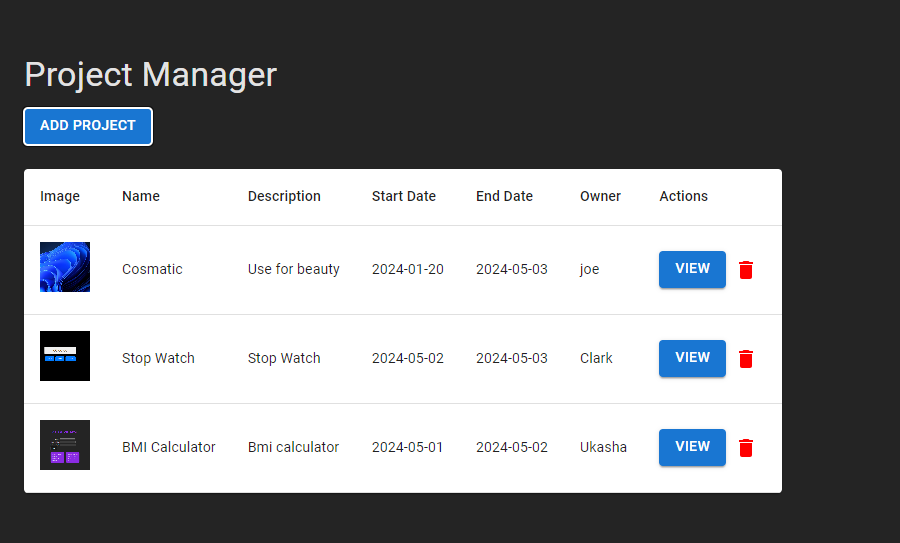 Project Manager
ADD PROJECT
Image Name Description Start Date End Date Owner Actions
Cosmatic Use for beauty 2024-01-20 2024-05-03 joe VIEW
Stop Watch Stop Watch 2024-05-02 2024-05-03 Clark VIEW
BMI Calculator Bmi calculator 2024-05-01 2024-05-02 Ukasha VIEW